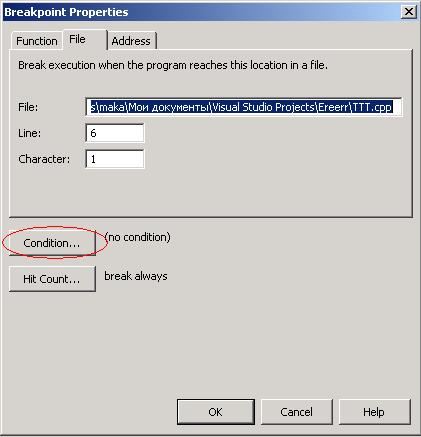 Breakpoint Properties
Function File Address
Break execution when the program reaches this location in a file.
File: s\maka\Мои документы\Visual Studio Projects\Ereerr\TTT.cpp
Line: 6
Character: 1
Condition... (no condition)
Hit Count... break always
OK Cancel Help